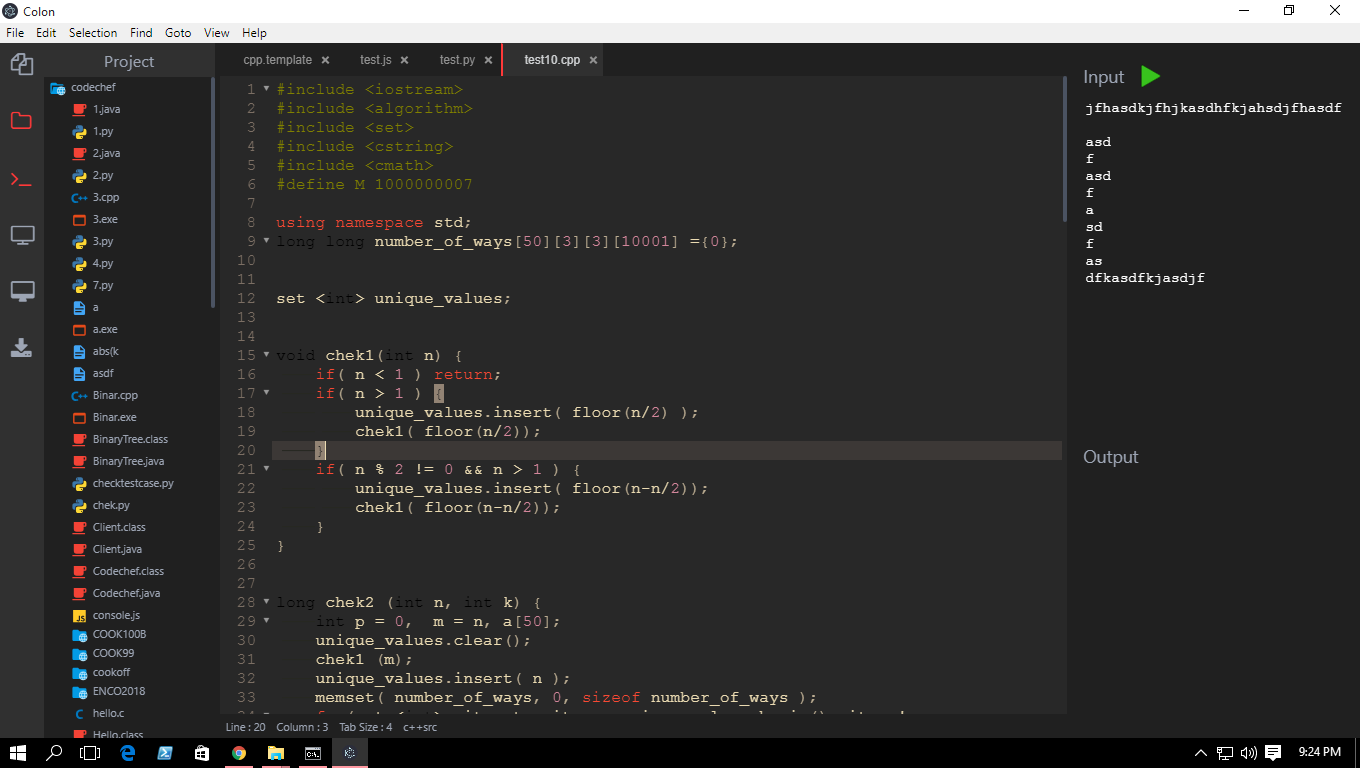 Colon
File Edit Selection Find Goto View Help
Project
codechef
1.java
1.py
2.java
2.py
3.cpp
3.exe
3.py
4.py
7.py
a
a.exe
abs(k
asdf
Binar.cpp
Binar.exe
BinaryTree.class
BinaryTree.java
checktestcase.py
chek.py
Client.class
Client.java
Codechef.class
Codechef.java
console.js
COOK100B
COOK99
cookoff
ENCO2018
hello.c
Hello.class
cpp.template × test.js × test.py × test10.cpp ×
1 #include <iostream>
2 #include <algorithm>
3 #include <set>
4 #include <cstring>
5 #include <cmath>
6 #define M 1000000007
7
8 using namespace std;
9 long long number_of_ways[50][3][3][10001] ={0};
10
11
12 set <int> unique_values;
13
14
15 void chek1(int n) {
16 if( n < 1 ) return;
17 if( n > 1 ) {
18 unique_values.insert( floor(n/2) );
19 chek1( floor(n/2));
20 }
21 if( n % 2 != 0 && n > 1 ) {
22 unique_values.insert( floor(n-n/2));
23 chek1( floor(n-n/2));
24 }
25 }
26
27
28 long chek2 (int n, int k) {
29 int p = 0, m = n, a[50];
30 unique_values.clear();
31 chek1 (m);
32 unique_values.insert( n );
33 memset( number_of_ways, 0, sizeof number_of_ways );
Line : 20 Column : 3 Tab Size : 4 c++src
Input
jfhasdkjfhjkasdhfkjahsdjfhasdf
asd
f
asd
f
a
sd
f
as
dfkasdfkjasdjf
Output
9:24 PM